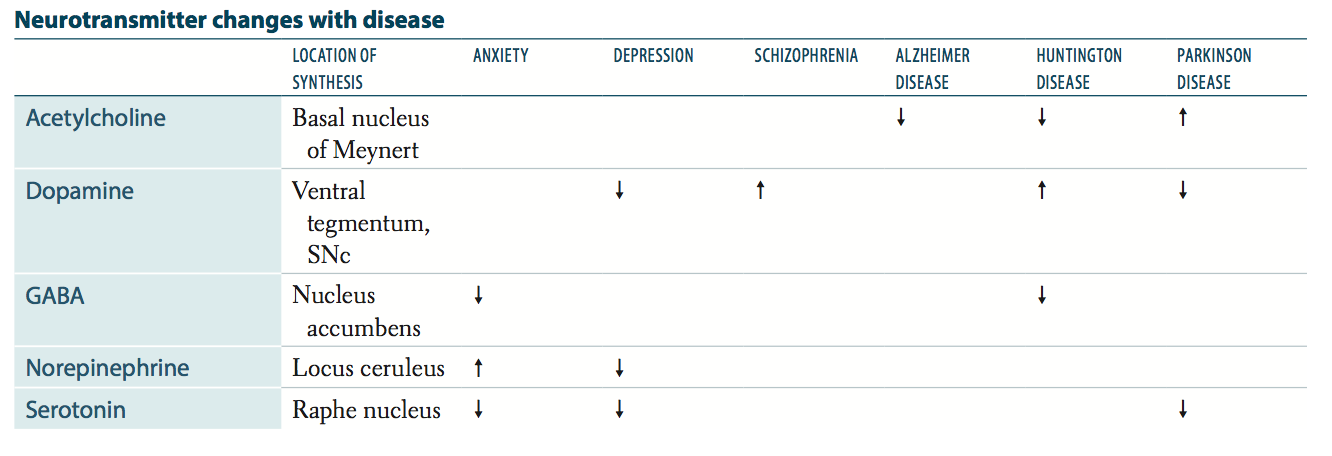 Neurotransmitter changes with disease
LOCATION OF SYNTHESIS ANXIETY DEPRESSION SCHIZOPHRENIA ALZHEIMER DISEASE HUNTINGTON DISEASE PARKINSON DISEASE
Acetylcholine Basal nucleus of Meynert ↓ ↓ ↑
Dopamine Ventral tegmentum, SNc ↓ ↑ ↑ ↓
GABA Nucleus accumbens ↓ ↓
Norepinephrine Locus ceruleus ↑ ↓
Serotonin Raphe nucleus ↓ ↓ ↓